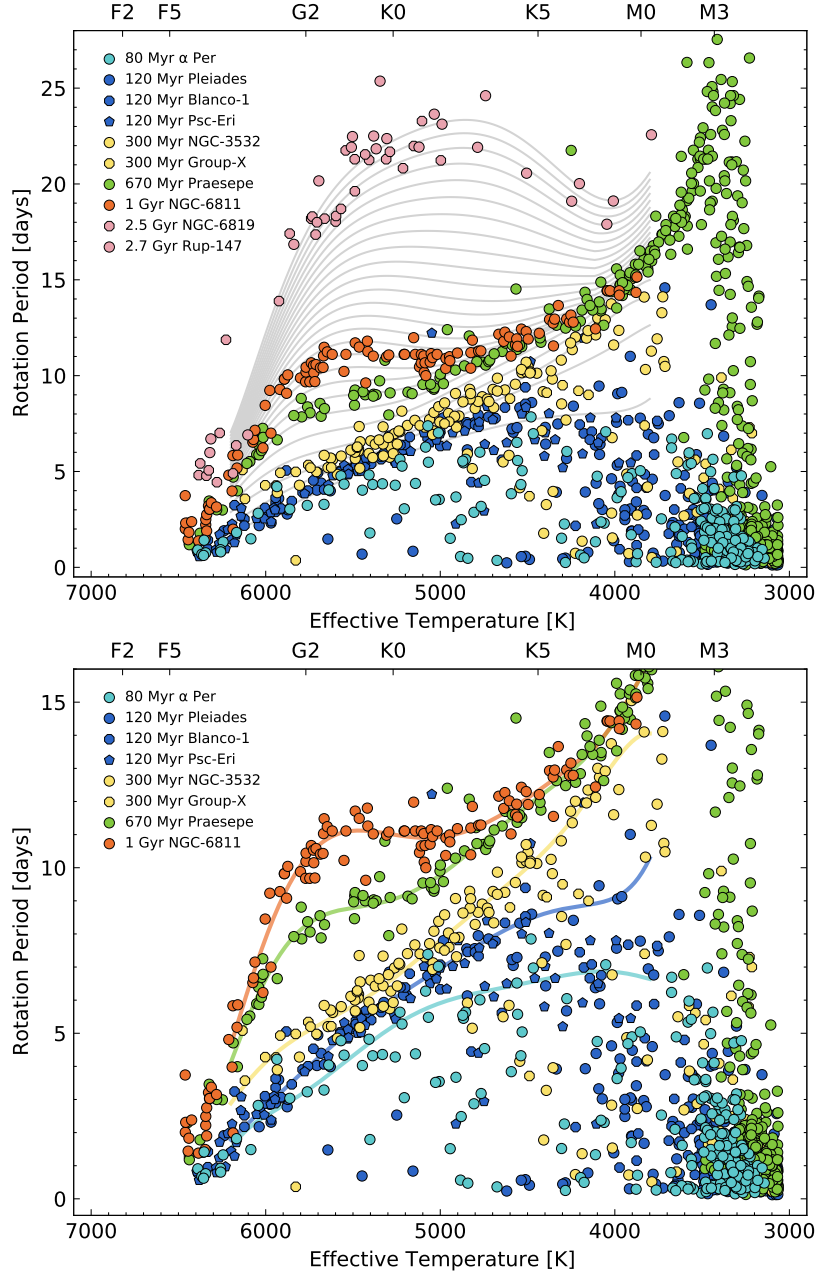 F2 F5 G2 K0 K5 M0 M3
80 Myr α Per
120 Myr Pleiades
120 Myr Blanco-1
120 Myr Psc-Eri
300 Myr NGC-3532
300 Myr Group-X
670 Myr Praesepe
1 Gyr NGC-6811
2.5 Gyr NGC-6819
2.7 Gyr Rup-147
25
20
15
10
5
0
Rotation Period [days]
7000 6000 5000 4000 3000
Effective Temperature [K]
F2 F5 G2 K0 K5 M0 M3
80 Myr α Per
120 Myr Pleiades
120 Myr Blanco-1
120 Myr Psc-Eri
300 Myr NGC-3532
300 Myr Group-X
670 Myr Praesepe
1 Gyr NGC-6811
15
10
5
0
Rotation Period [days]
7000 6000 5000 4000 3000
Effective Temperature [K]